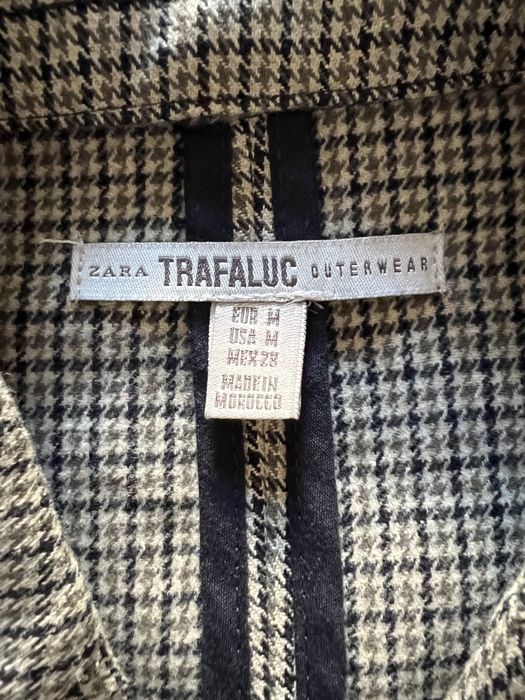 ZARA TRAFALUC OUTERWEAR
EUR M
USA M
MEX 28
MADE IN
MOROCCO